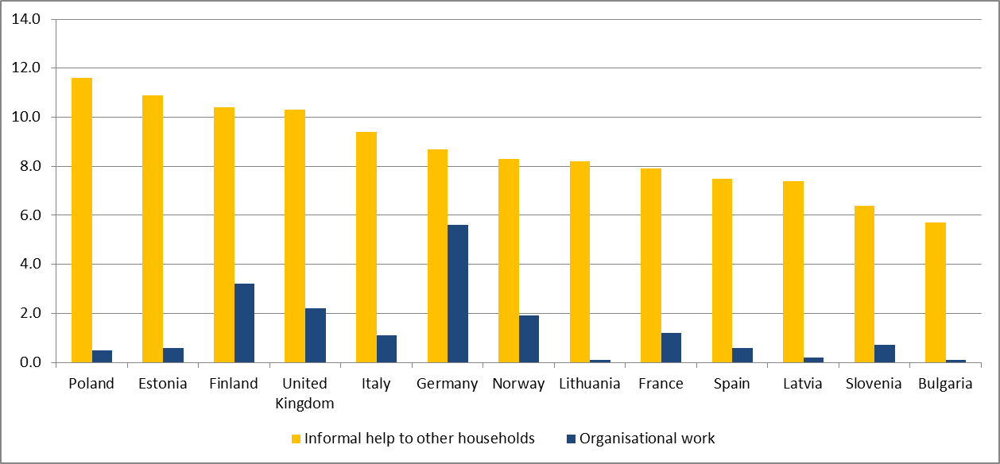 14.0
12.0
10.0
8.0
6.0
4.0
2.0
0.0
Poland Estonia Finland United Italy Germany Norway Lithuania France Spain Latvia Slovenia Bulgaria
Kingdom
Informal help to other households Organisational work